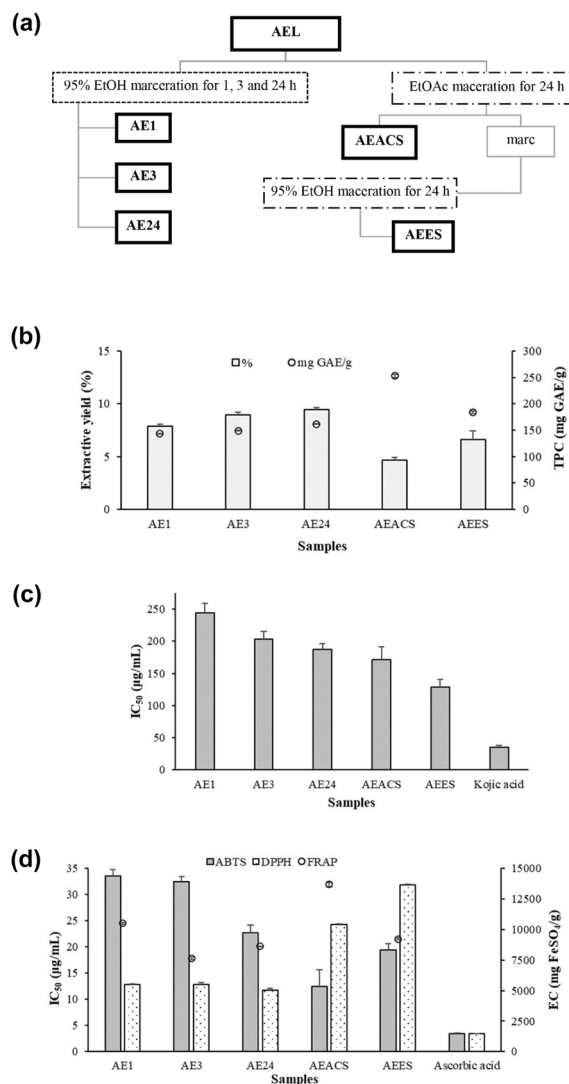 (a)
AEL
95% EtOH marceration for 1, 3 and 24 h
EtOAc maceration for 24 h
AE1
AEACS
marc
AE3
95% EtOH maceration for 24 h
AE24
AEES
(b)
% mg GAE/g
Extractive yield (%)
15
10
5
0
TPC (mg GAE/g)
300
250
200
150
100
50
0
AE1 AE3 AE24 AEACS AEES
Samples
(c)
IC50 (µg/mL)
250
200
150
100
50
0
AE1 AE3 AE24 AEACS AEES Kojic acid
Samples
(d)
ABTS DPPH FRAP
IC50 (µg/mL)
35
30
25
20
15
10
5
0
EC (mg FeSO4/g)
15000
12500
10000
7500
5000
2500
0
AE1 AE3 AE24 AEACS AEES Ascorbic acid
Samples